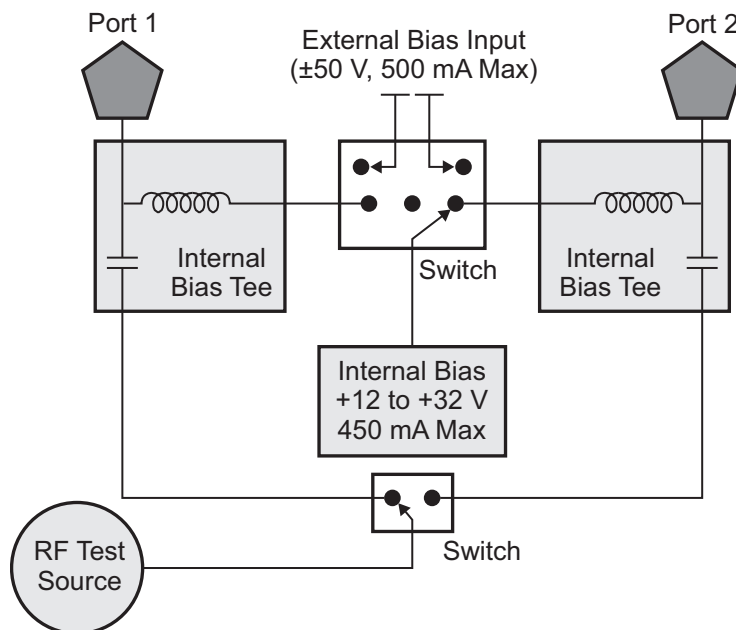 Port 1
Port 2
External Bias Input
(±50 V, 500 mA Max)
Internal
Bias Tee
Switch
Internal
Bias Tee
Internal Bias
+12 to +32 V
450 mA Max
RF Test
Source
Switch